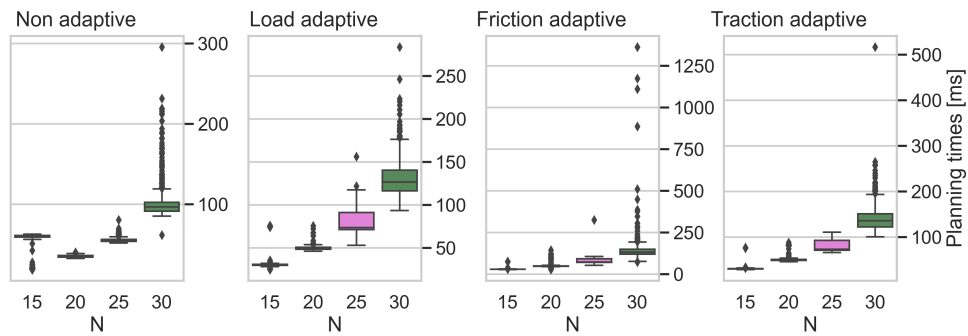 Non adaptive
300
200
100
15 20 25 30
N
Load adaptive
250
200
150
100
50
15 20 25 30
N
Friction adaptive
1250
1000
750
500
250
0
15 20 25 30
N
Traction adaptive
500
400
300
200
100
15 20 25 30
N
Planning times [ms]